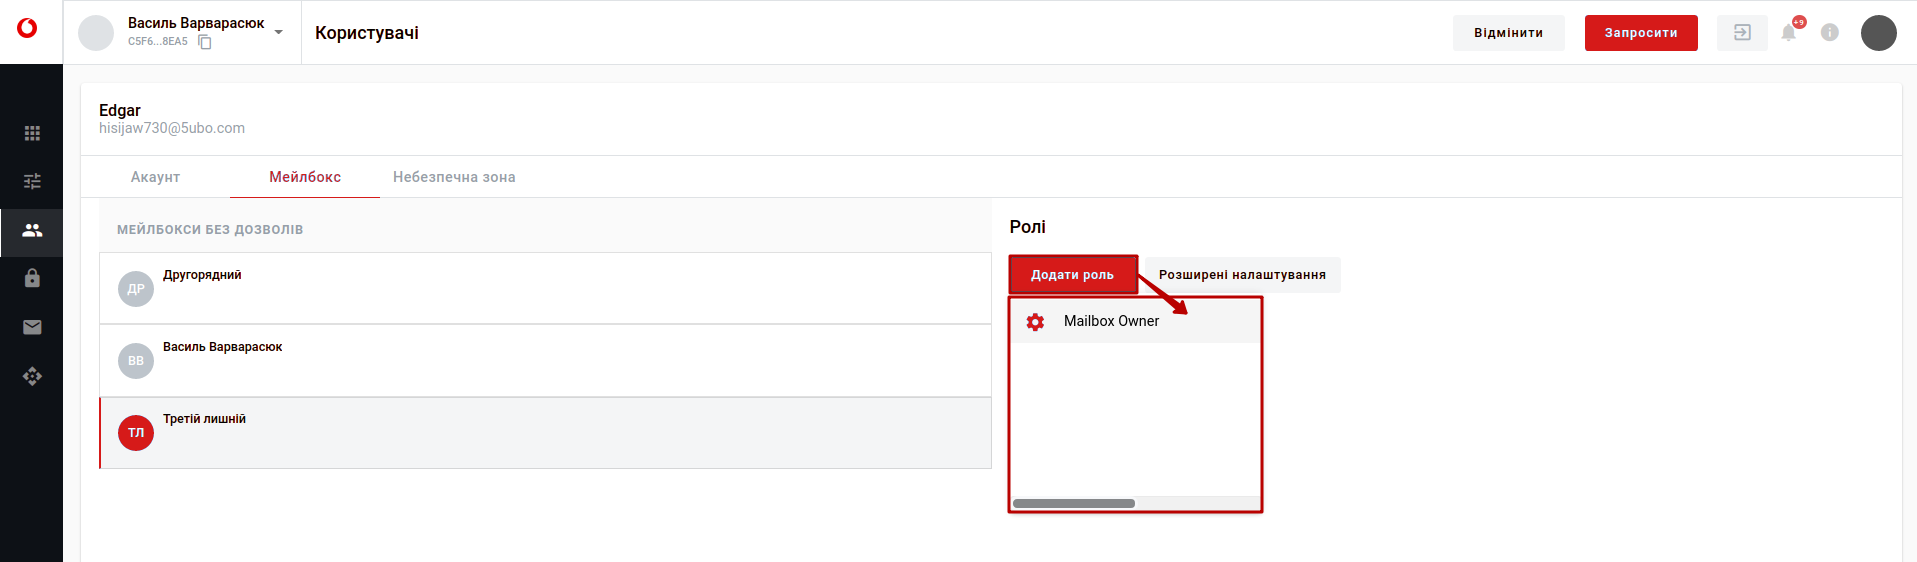 Василь Варварасюк
C5F6...8EA5
Користувачі
Відмінити
Запросити
+9
Edgar
hisijaw730@5ubo.com
Акаунт
Мейлбокс
Небезпечна зона
МЕЙЛБОКСИ БЕЗ ДОЗВОЛІВ
ДР
Другорядний
ВВ
Василь Варварасюк
ТЛ
Третій лишній
Ролі
Додати роль
Розширені налаштування
Mailbox Owner